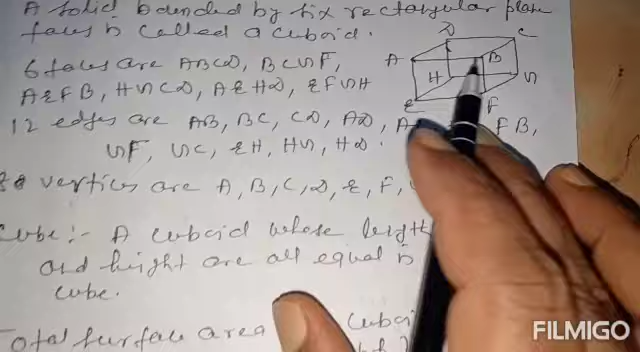 A solid bounded by six rectangular plane
faces is called a cuboid.
6 faces are ABCD, BCGF,
AEFB, HGCD, AEHD, EFGH
12 edges are AB, BC, CD, AD, FB,
GF, GC, EH, HG, HD.
8 vertices are A, B, C, D, E, F,
Cube:- A cuboid whose length
and height are all equal is
cube.
Total surface area cuboid
D C
A B
H G
E F
FILMIGO